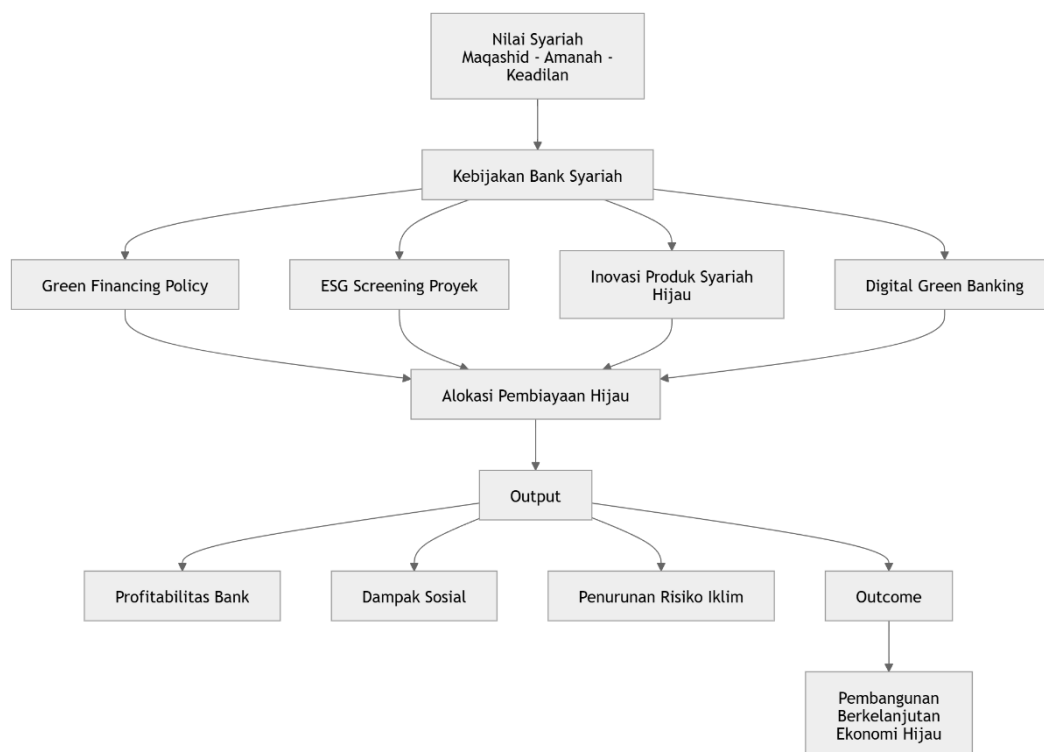 Nilai Syariah
Maqashid - Amanah -
Keadilan
Kebijakan Bank Syariah
Green Financing Policy
ESG Screening Proyek
Inovasi Produk Syariah
Hijau
Digital Green Banking
Alokasi Pembiayaan Hijau
Output
Profitabilitas Bank
Dampak Sosial
Penurunan Risiko Iklim
Outcome
Pembangunan
Berkelanjutan
Ekonomi Hijau